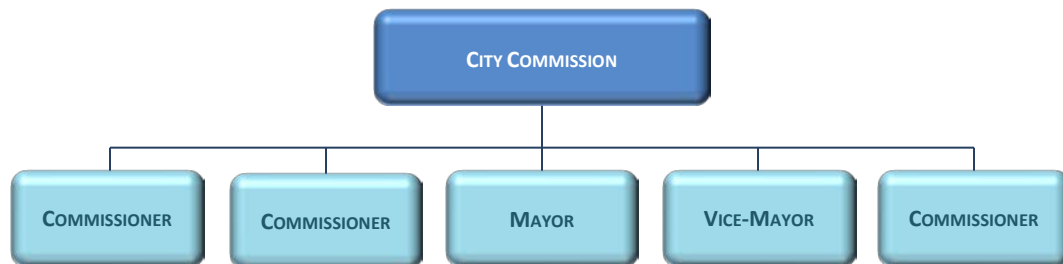 CITY COMMISSION
COMMISSIONER
COMMISSIONER
MAYOR
VICE-MAYOR
COMMISSIONER